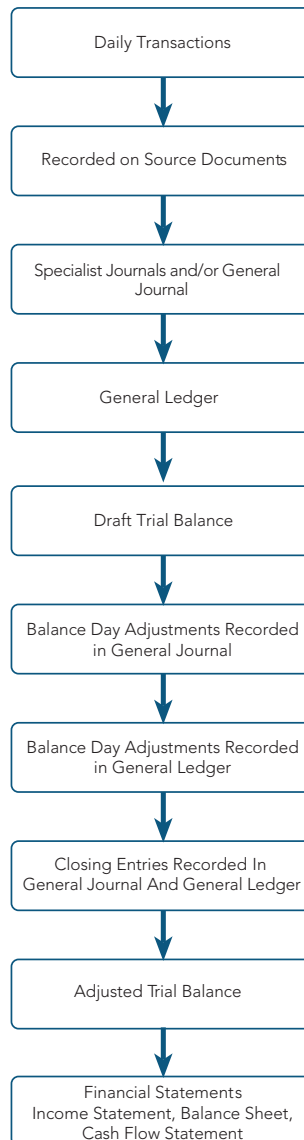 Daily Transactions
Recorded on Source Documents
Specialist Journals and/or General
Journal
General Ledger
Draft Trial Balance
Balance Day Adjustments Recorded
in General Journal
Balance Day Adjustments Recorded
in General Ledger
Closing Entries Recorded In
General Journal And General Ledger
Adjusted Trial Balance
Financial Statements
Income Statement, Balance Sheet,
Cash Flow Statement